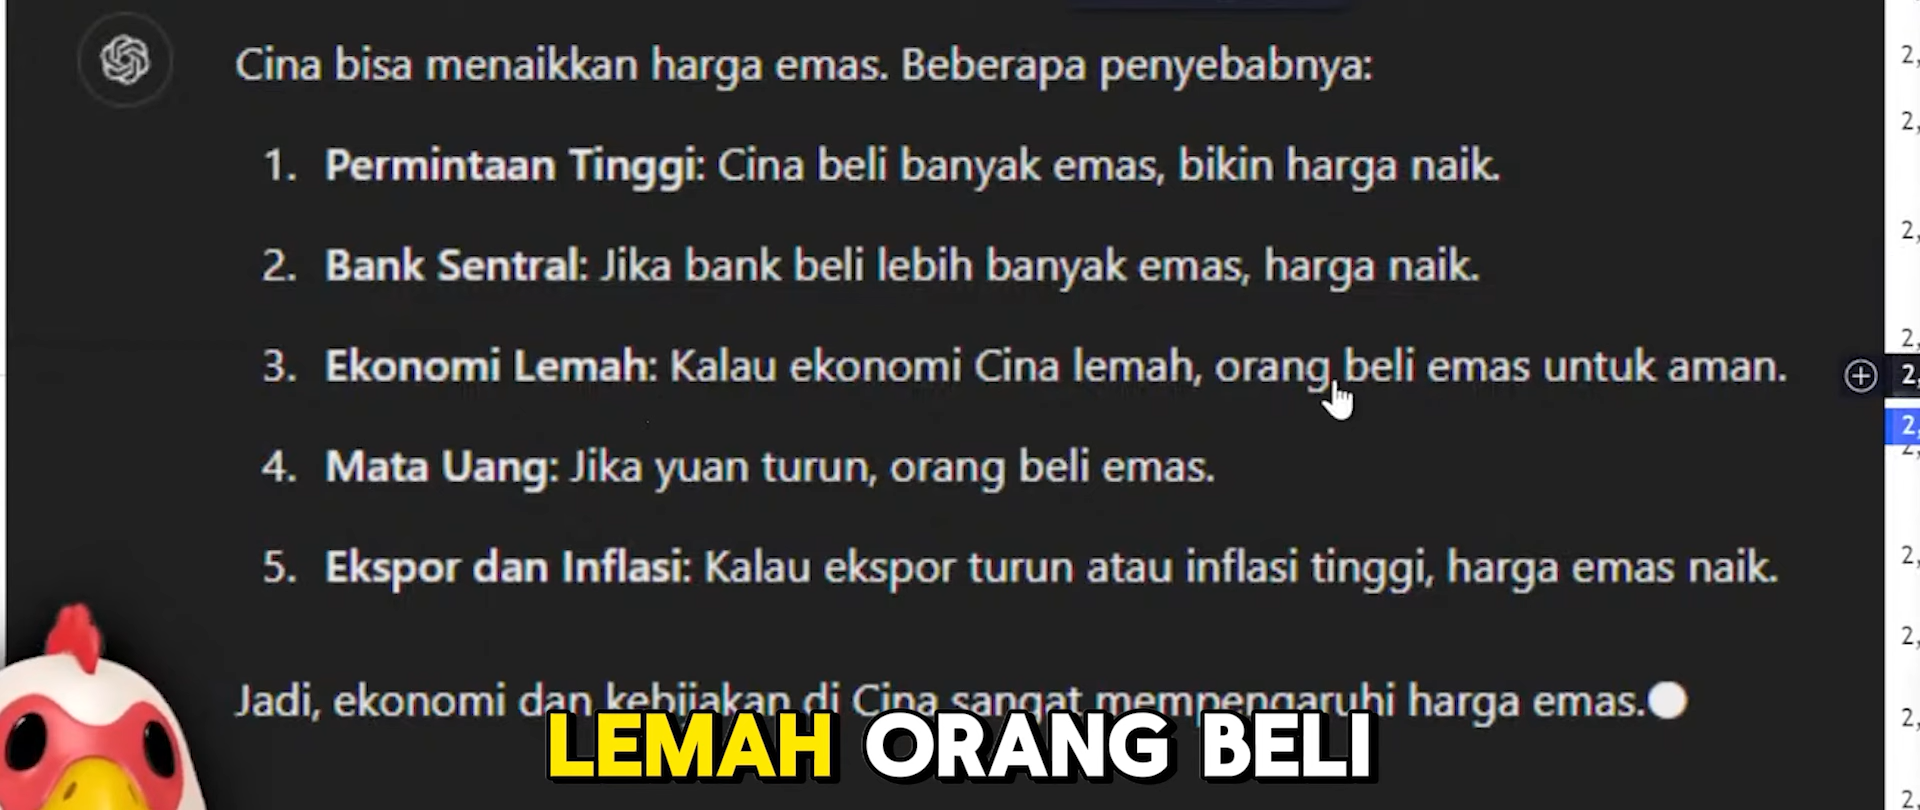 Cina bisa menaikkan harga emas. Beberapa penyebabnya:
1. Permintaan Tinggi: Cina beli banyak emas, bikin harga naik.
2. Bank Sentral: Jika bank beli lebih banyak emas, harga naik.
3. Ekonomi Lemah: Kalau ekonomi Cina lemah, orang beli emas untuk aman.
4. Mata Uang: Jika yuan turun, orang beli emas.
5. Ekspor dan Inflasi: Kalau ekspor turun atau inflasi tinggi, harga emas naik.
Jadi, ekonomi dan kebijakan di Cina sangat mempengaruhi harga emas.
LEMAH ORANG BELI